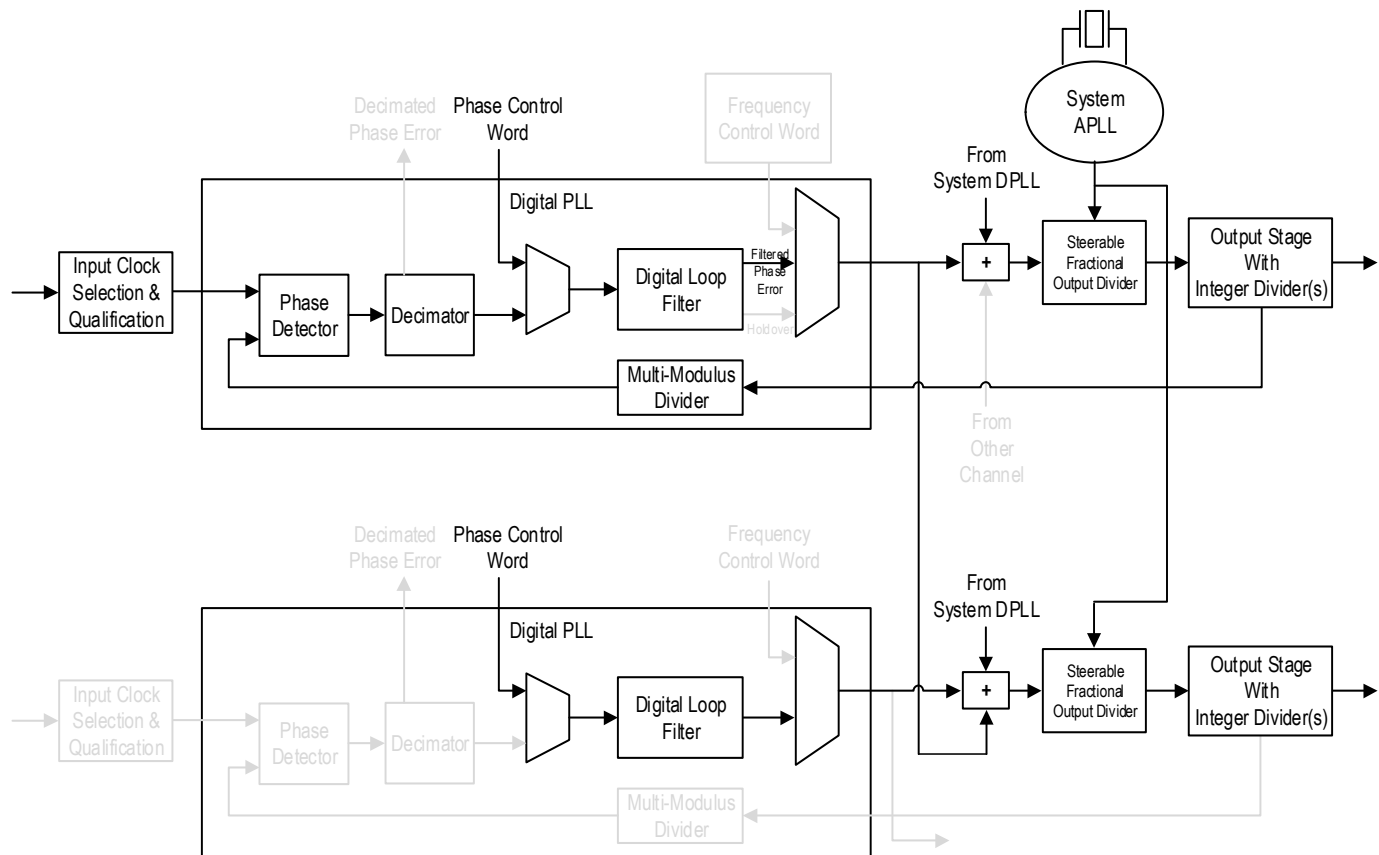 System
APLL
Decimated
Phase Error
Phase Control
Word
Frequency
Control Word
From
System DPLL
Digital PLL
Input Clock
Selection &
Qualification
Phase
Detector
Decimator
Digital Loop
Filter
Filtered
Phase
Error
Holdover
+
Steerable
Fractional
Output Divider
Output Stage
With
Integer Divider(s)
Multi-Modulus
Divider
From
Other
Channel
Decimated
Phase Error
Phase Control
Word
Frequency
Control Word
From
System DPLL
Digital PLL
Input Clock
Selection &
Qualification
Phase
Detector
Decimator
Digital Loop
Filter
+
Steerable
Fractional
Output Divider
Output Stage
With
Integer Divider(s)
Multi-Modulus
Divider